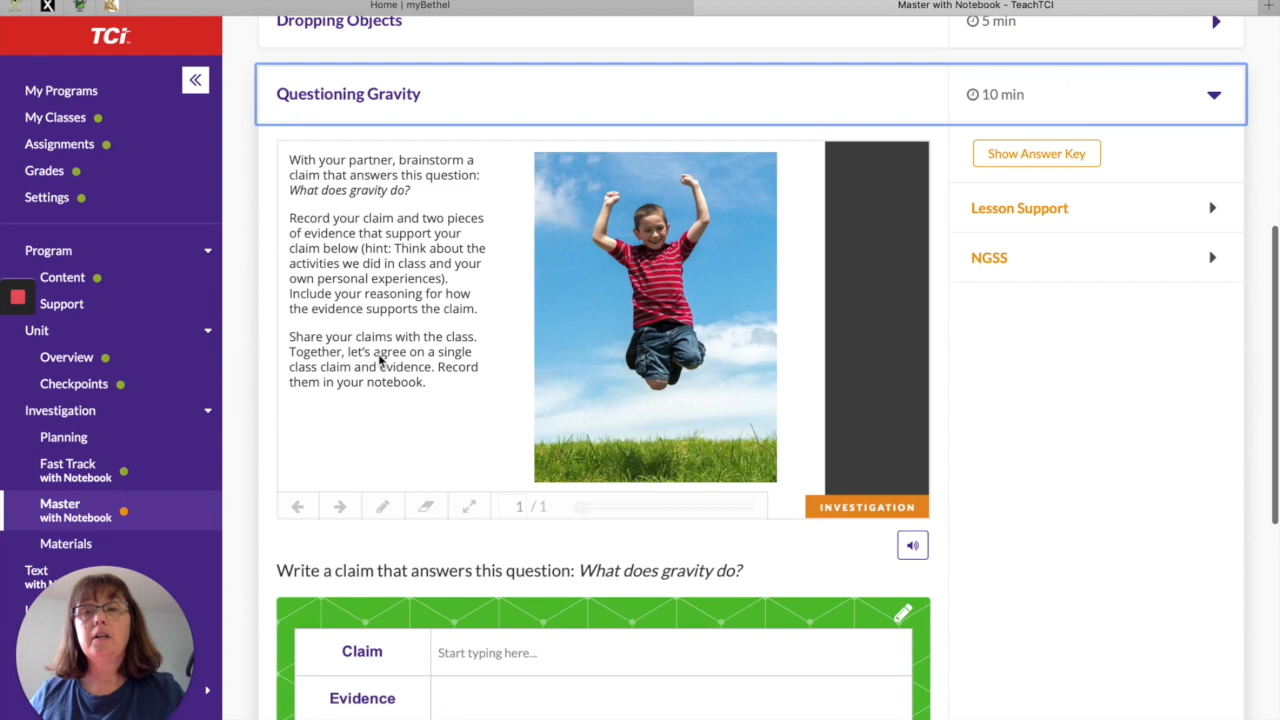 Home | myBethel
Master with Notebook - TeachTCI
TCi
My Programs
My Classes
Assignments
Grades
Settings
Program
Content
Support
Unit
Overview
Checkpoints
Investigation
Planning
Fast Track
with Notebook
Master
with Notebook
Materials
Text
Dropping Objects
5 min
Questioning Gravity
10 min
With your partner, brainstorm a
claim that answers this question:
What does gravity do?
Record your claim and two pieces
of evidence that support your
claim below (hint: Think about the
activities we did in class and your
own personal experiences).
Include your reasoning for how
the evidence supports the claim.
Share your claims with the class.
Together, let's agree on a single
class claim and evidence. Record
them in your notebook.
1 / 1
INVESTIGATION
Show Answer Key
Lesson Support
NGSS
Write a claim that answers this question: What does gravity do?
Claim
Start typing here...
Evidence